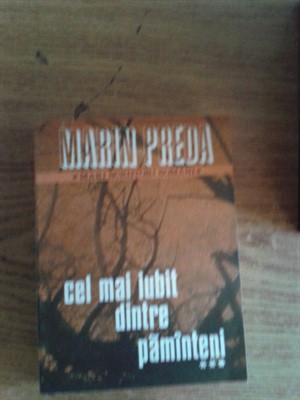 MARIN PREDA
cel mai iubit
dintre
pămînteni
***